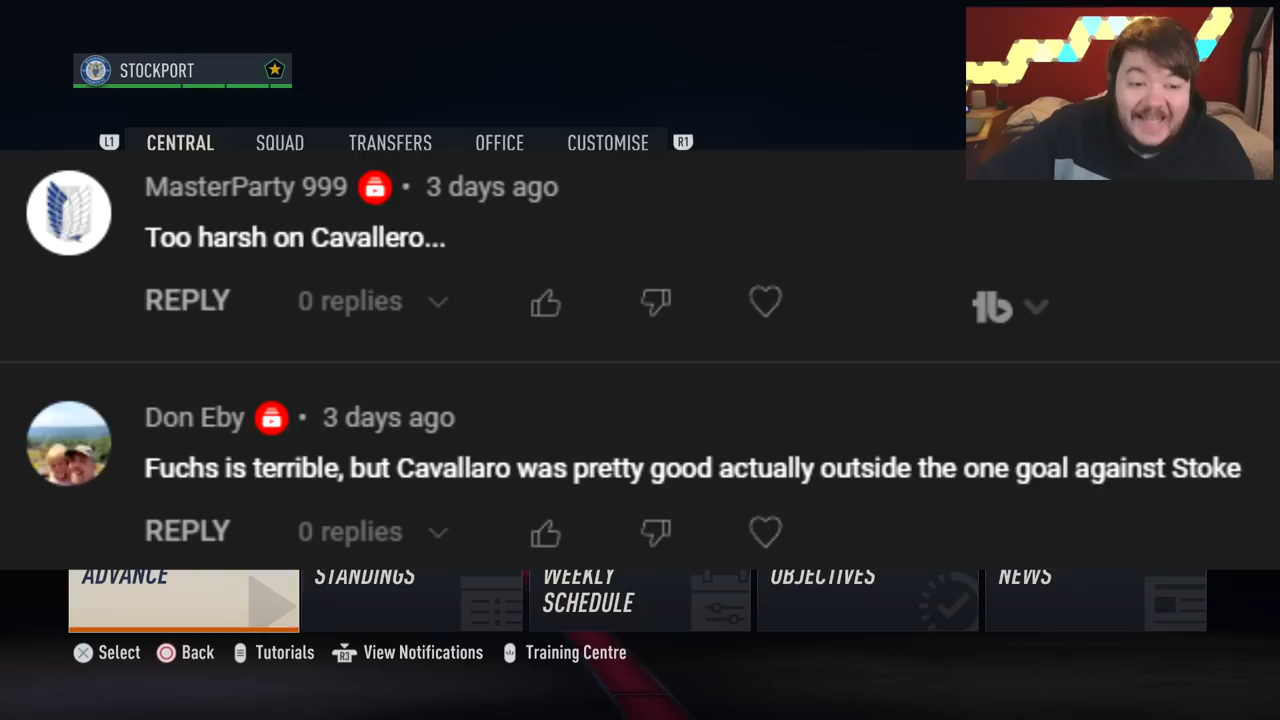 STOCKPORT
L1 CENTRAL SQUAD TRANSFERS OFFICE CUSTOMISE R1
MasterParty 999 • 3 days ago
Too harsh on Cavallero...
REPLY 0 replies
Don Eby • 3 days ago
Fuchs is terrible, but Cavallaro was pretty good actually outside the one goal against Stoke
REPLY 0 replies
ADVANCE STANDINGS WEEKLY SCHEDULE OBJECTIVES NEWS
Select Back Tutorials R3 View Notifications Training Centre